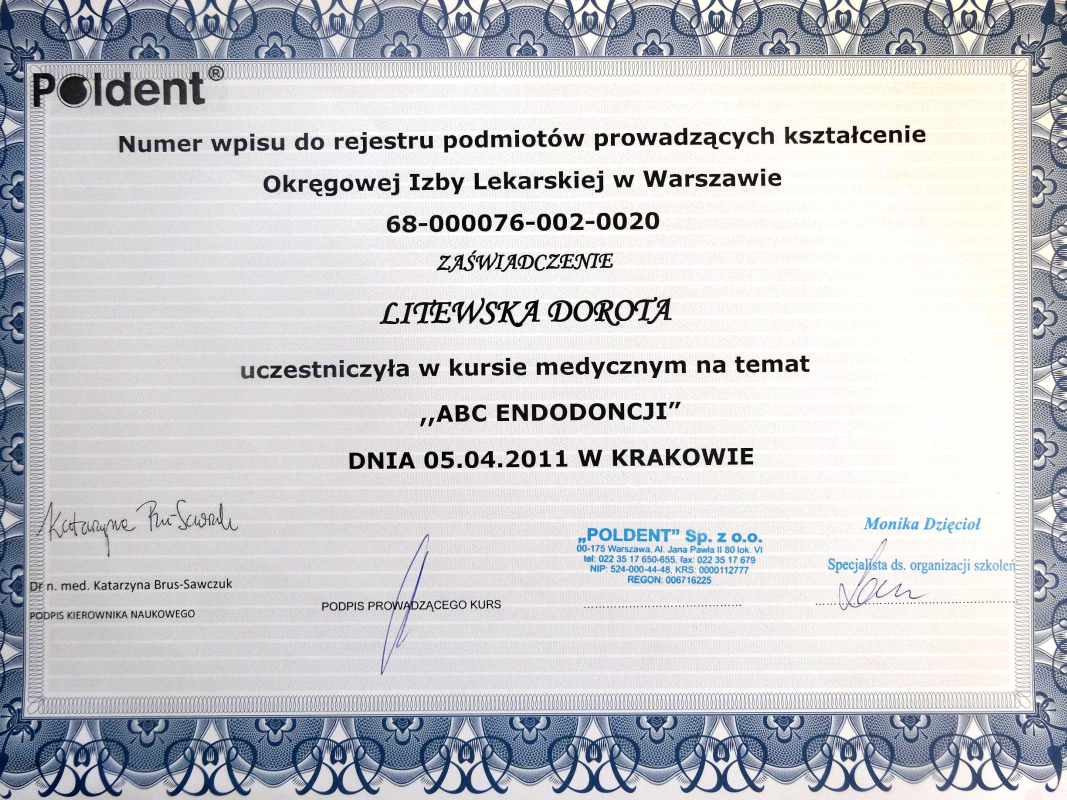 Poldent®
Numer wpisu do rejestru podmiotów prowadzących kształcenie
Okręgowej Izby Lekarskiej w Warszawie
68-000076-002-0020
ZAŚWIADCZENIE
LITEWSKA DOROTA
uczestniczyła w kursie medycznym na temat
,,ABC ENDODONCJI”
DNIA 05.04.2011 W KRAKOWIE
Katarzyna Bru-Sawczuk
Dr n. med. Katarzyna Brus-Sawczuk
PODPIS KIEROWNIKA NAUKOWEGO
PODPIS PROWADZĄCEGO KURS
„POLDENT” Sp. z o.o.
00-175 Warszawa, Al. Jana Pawła II 80 lok. VI
tel: 022 35 17 650-655, fax: 022 35 17 679
NIP: 524-000-44-48, KRS: 0000112777
REGON: 006716225
Monika Dzięcioł
Specjalista ds. organizacji szkoleń